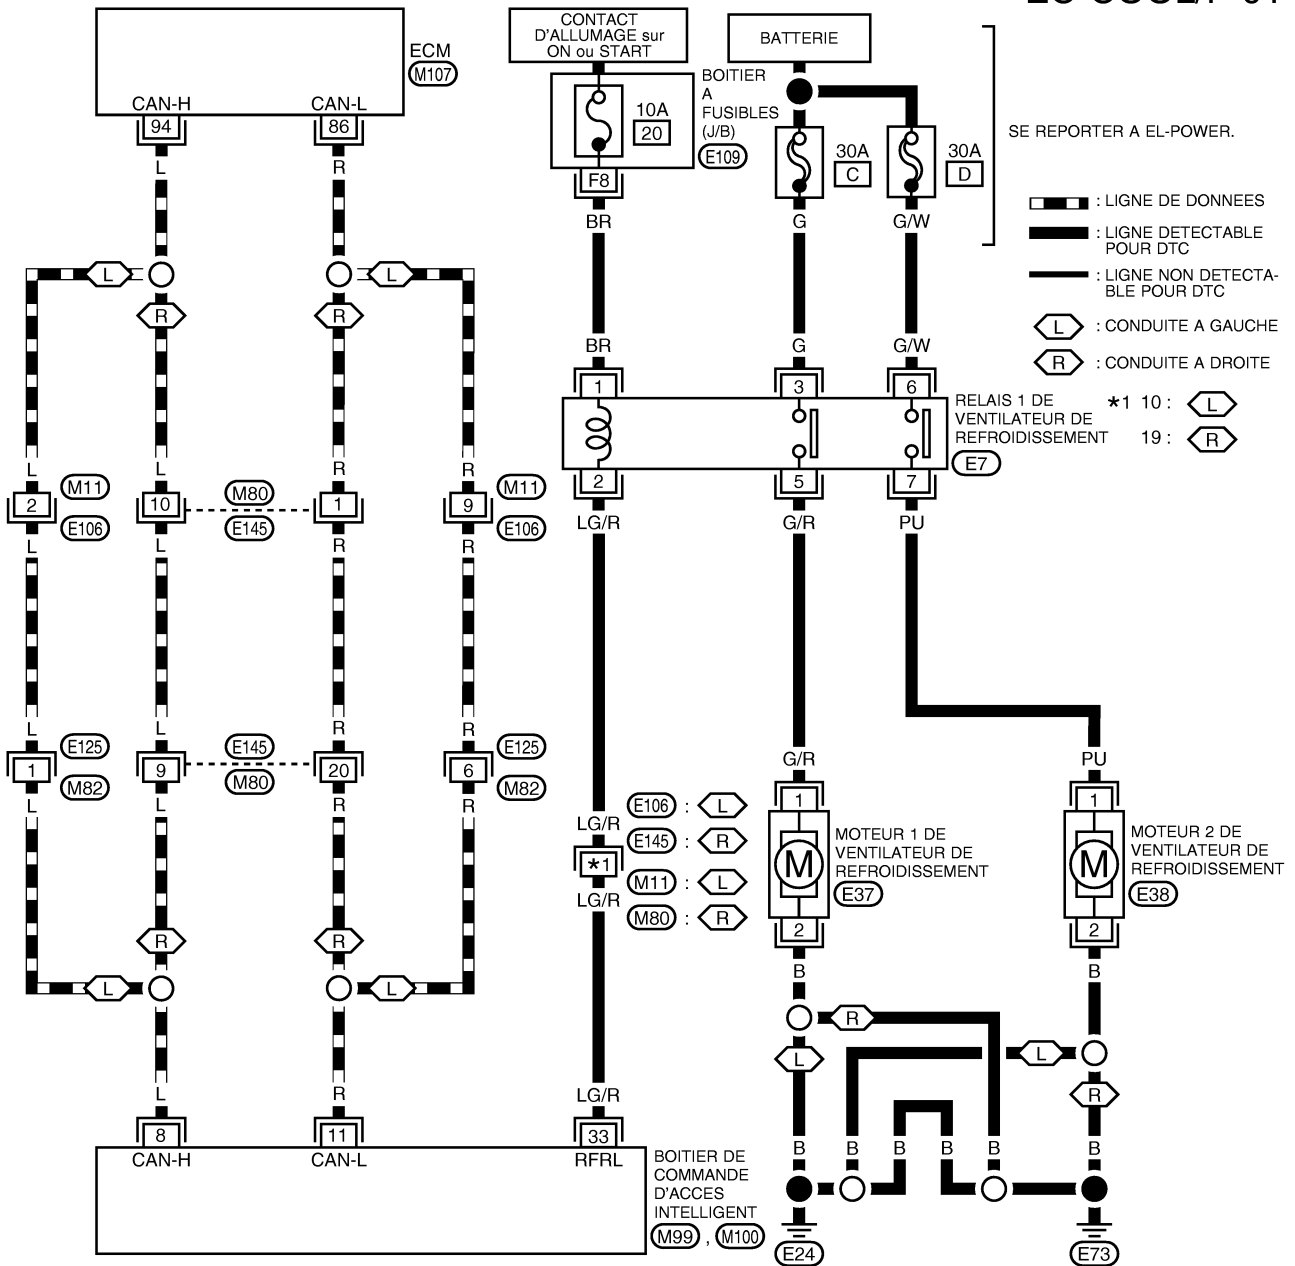 ECM
M107
CAN-H
CAN-L
94
86
L
R
CONTACT
D'ALLUMAGE sur
ON ou START
BATTERIE
BOITIER
A
FUSIBLES
(J/B)
E109
10A
20
F8
30A
C
30A
D
SE REPORTER A EL-POWER.
: LIGNE DE DONNEES
: LIGNE DETECTABLE
POUR DTC
: LIGNE NON DETECTA-
BLE POUR DTC
L : CONDUITE A GAUCHE
R : CONDUITE A DROITE
*1 10 : L
19 : R
BR
G
G/W
L
L
R
R
BR
G
G/W
1
3
6
RELAIS 1 DE
VENTILATEUR DE
REFROIDISSEMENT
E7
2
5
7
LG/R
G/R
PU
L
L
R
R
2
M11
E106
10
M80
E145
1
9
M11
E106
L
L
R
R
L
L
R
R
1
E125
M82
9
E145
M80
20
6
E125
M82
L
L
R
R
G/R
PU
1
1
LG/R
*1
LG/R
E106 : L
E145 : R
M11 : L
M80 : R
M
MOTEUR 1 DE
VENTILATEUR DE
REFROIDISSEMENT
E37
M
MOTEUR 2 DE
VENTILATEUR DE
REFROIDISSEMENT
E38
2
2
R
R
L
L
B
B
R
L
L
R
L
R
LG/R
8
11
33
CAN-H
CAN-L
RFRL
BOITIER DE
COMMANDE
D'ACCES
INTELLIGENT
M99 , M100
B
B
B
B
B
B
E24
E73